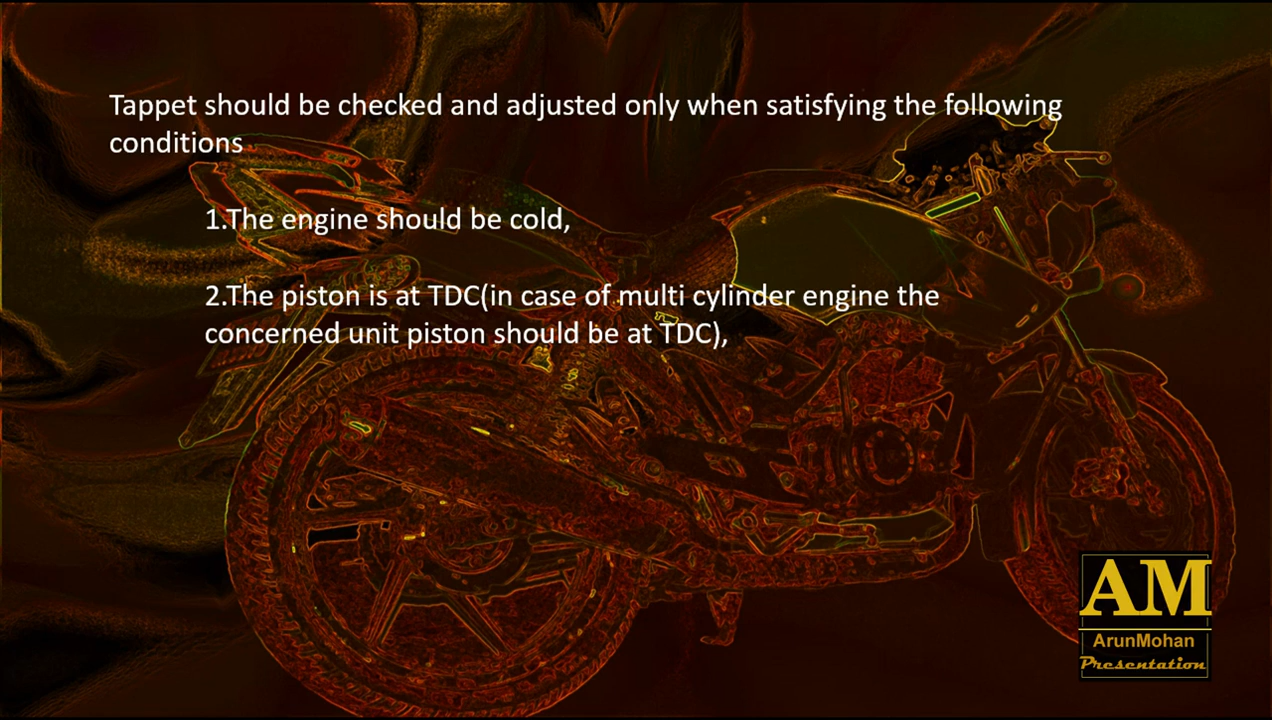 Tappet should be checked and adjusted only when satisfying the following
conditions
1.The engine should be cold,
2.The piston is at TDC(in case of multi cylinder engine the
concerned unit piston should be at TDC),
AM
ArunMohan
Presentation